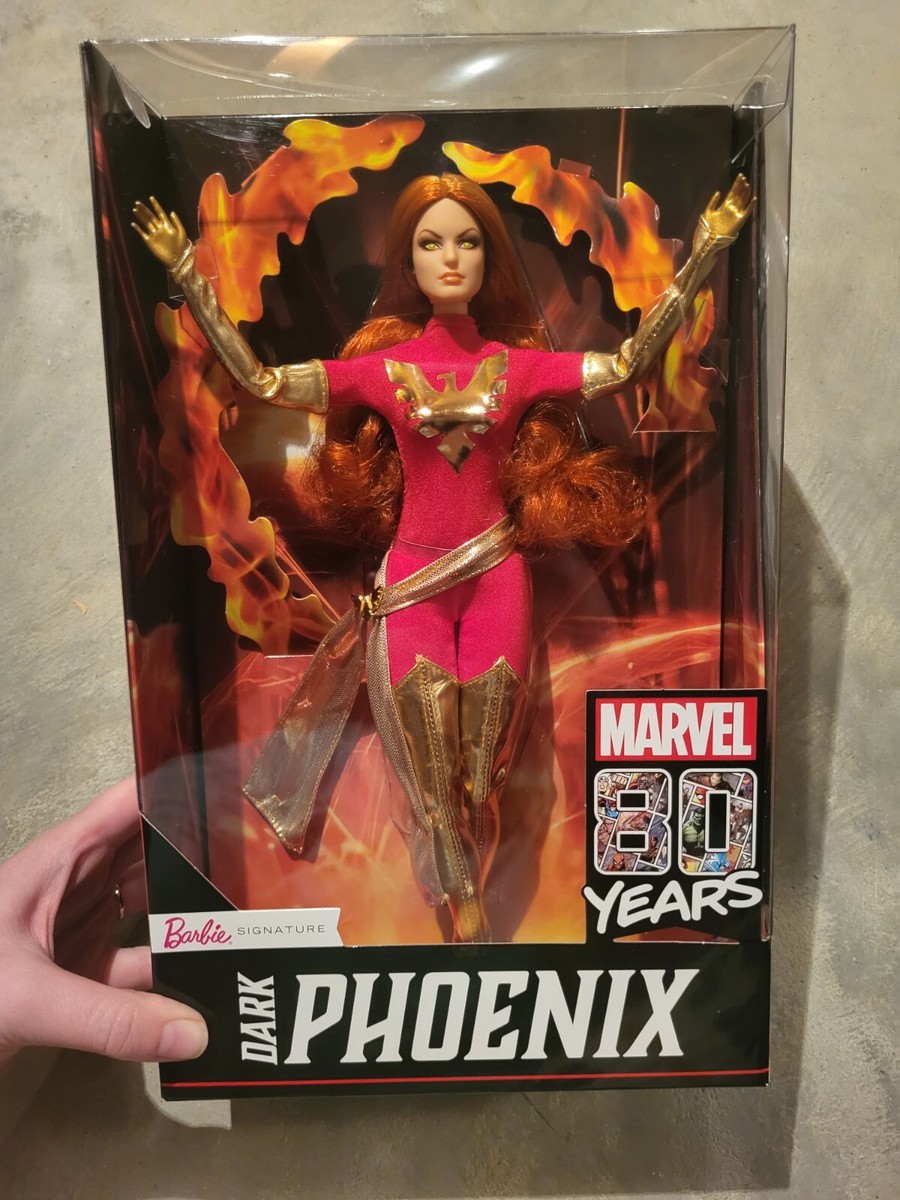 MARVEL
80
YEARS
Barbie SIGNATURE
DARK PHOENIX